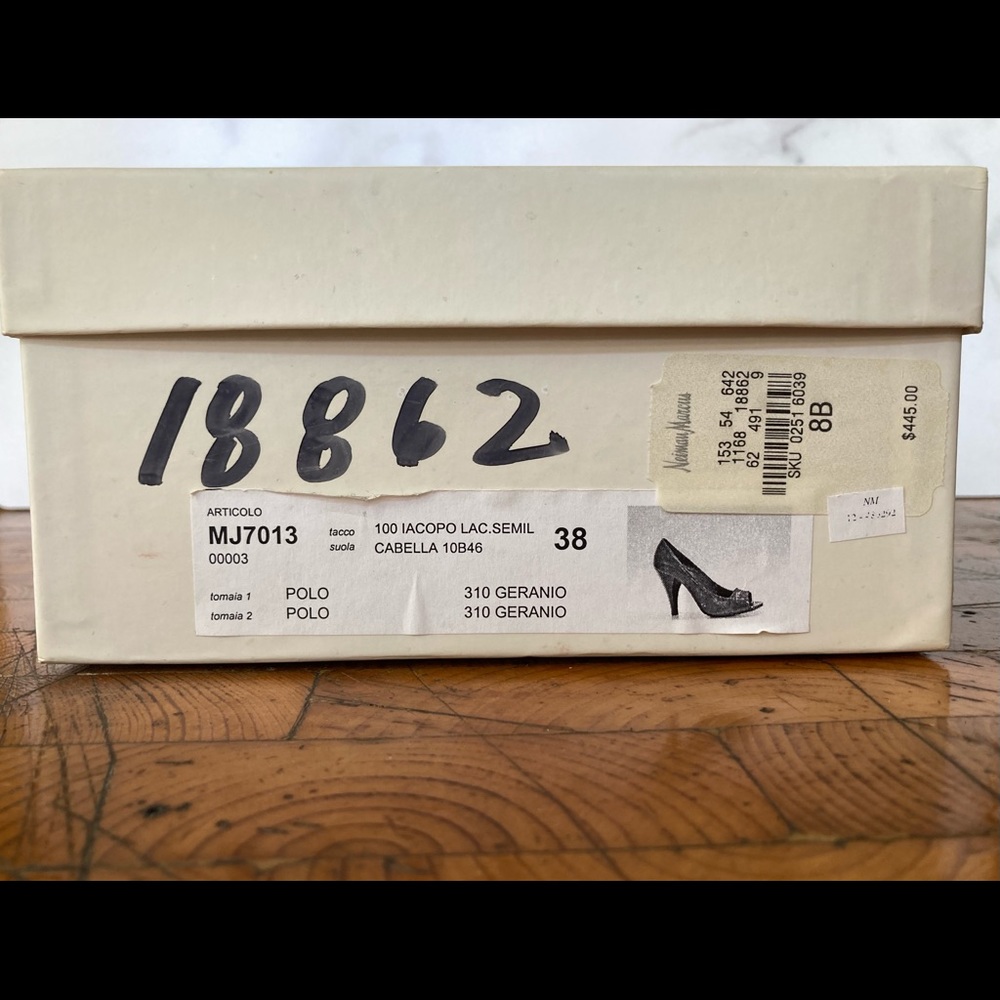 18862
ARTICOLO
MJ7013
00003
tacco 100 IACOPO LAC.SEMIL
suola CABELLA 10B46
38
tomaia 1 POLO 310 GERANIO
tomaia 2 POLO 310 GERANIO
Neiman Marcus
153 54 642
1168 18862
62 491 9
SKU 0251 6039
8B
$445.00
NM